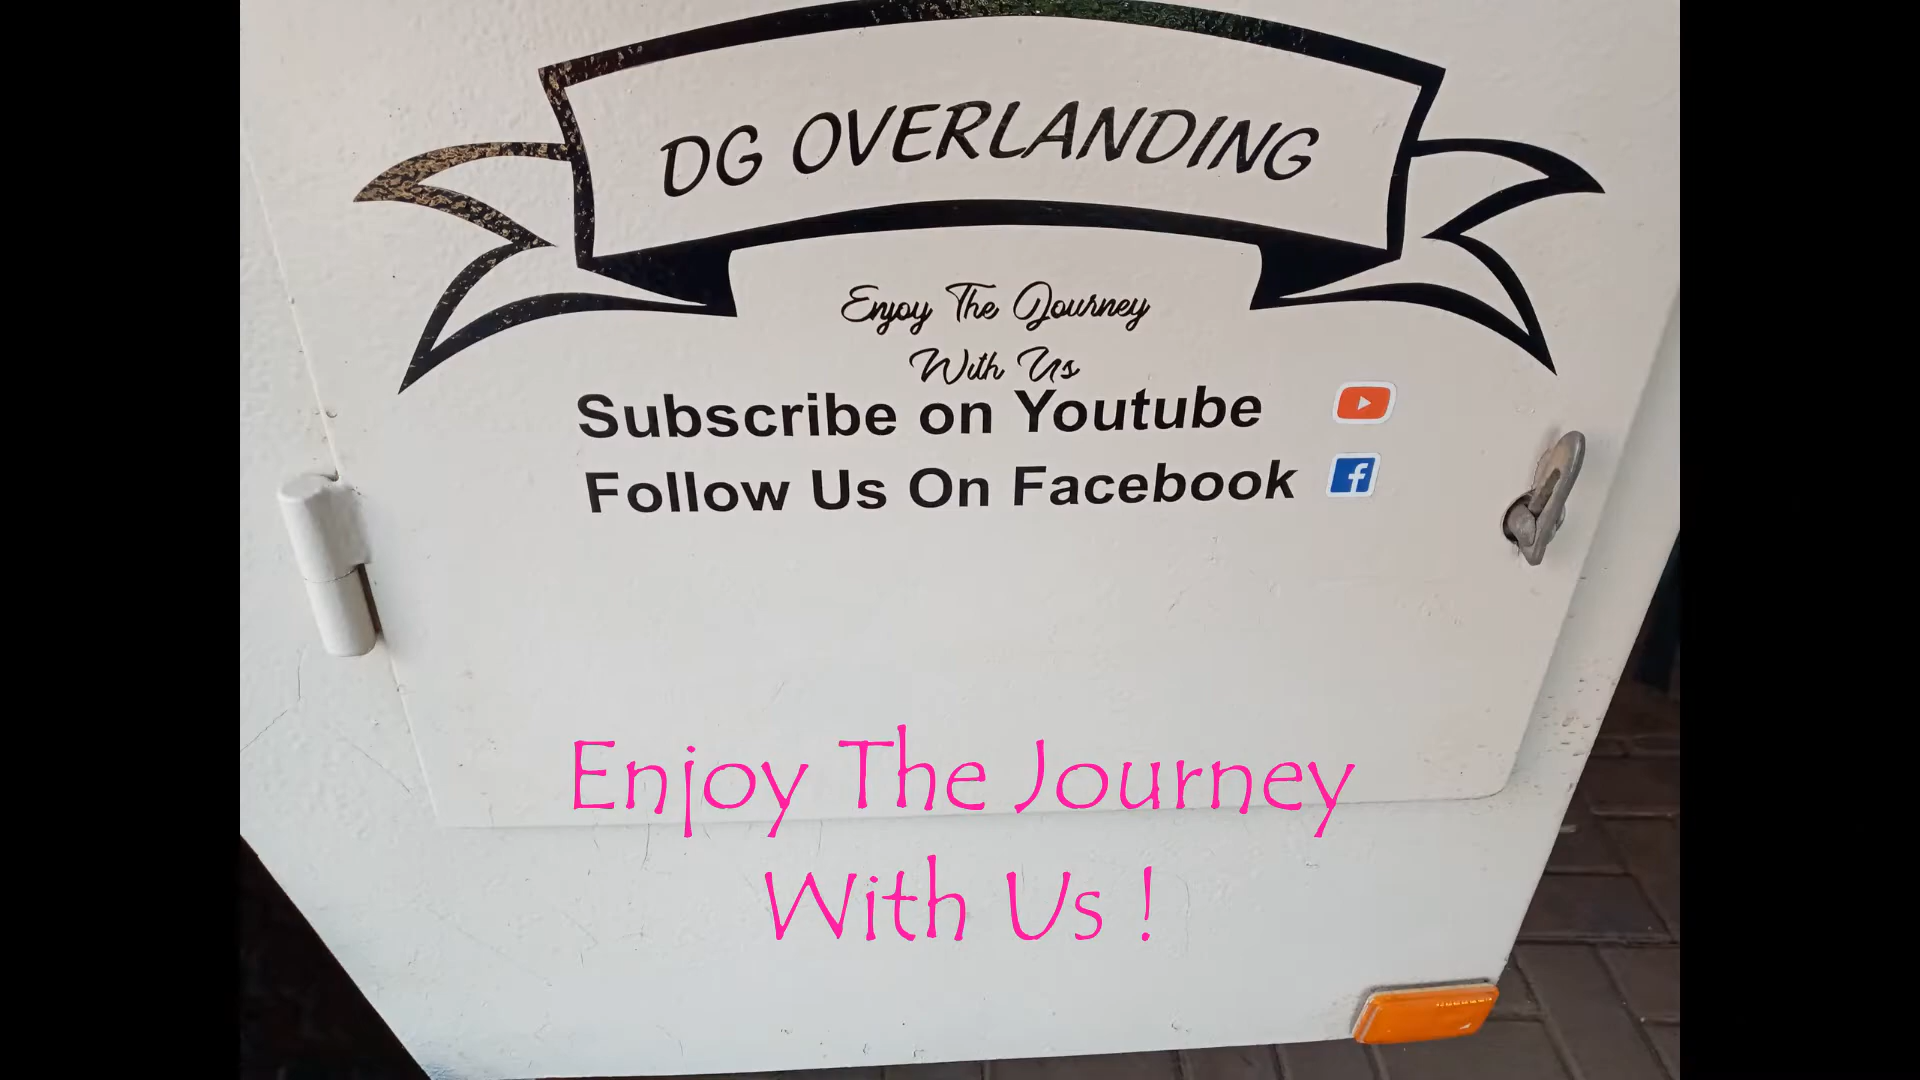 DG OVERLANDING
Enjoy The Journey
With Us
Subscribe on Youtube
Follow Us On Facebook
Enjoy The Journey
With Us !